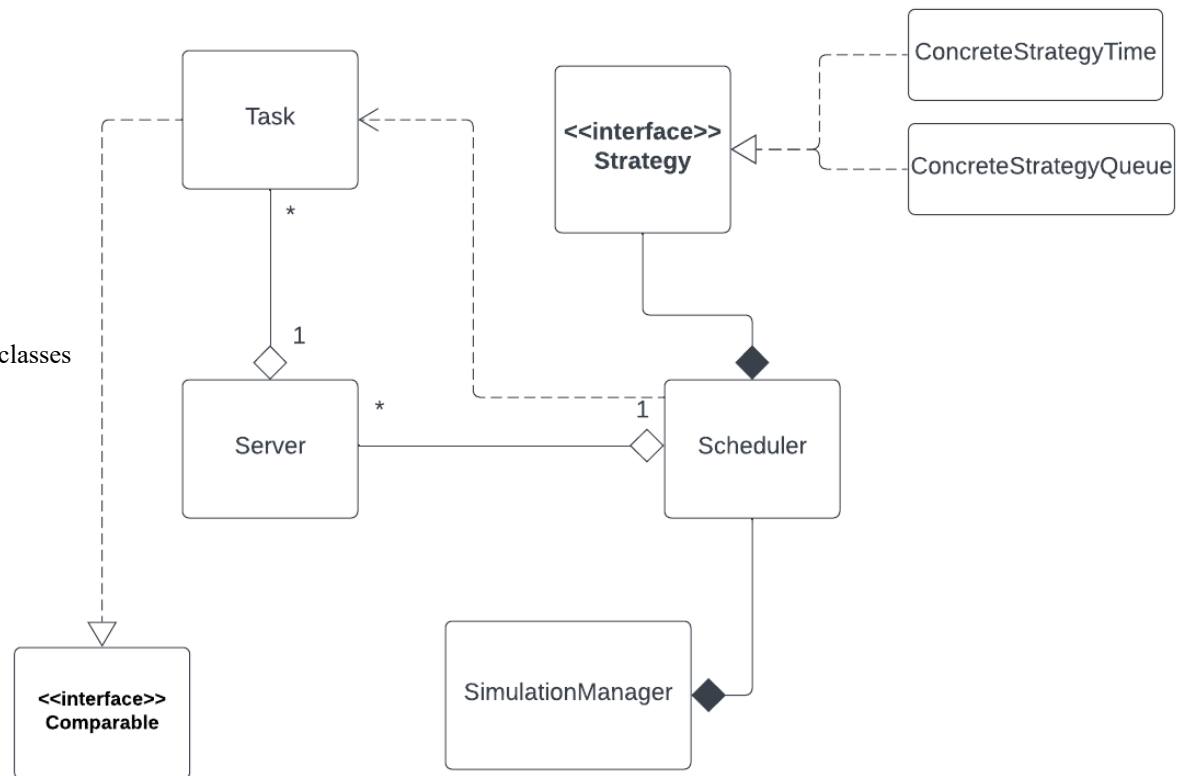 ConcreteStrategyTime
Task
<<interface>>
Strategy
ConcreteStrategyQueue
*
1
classes
*
1
Server
Scheduler
SimulationManager
<<interface>>
Comparable